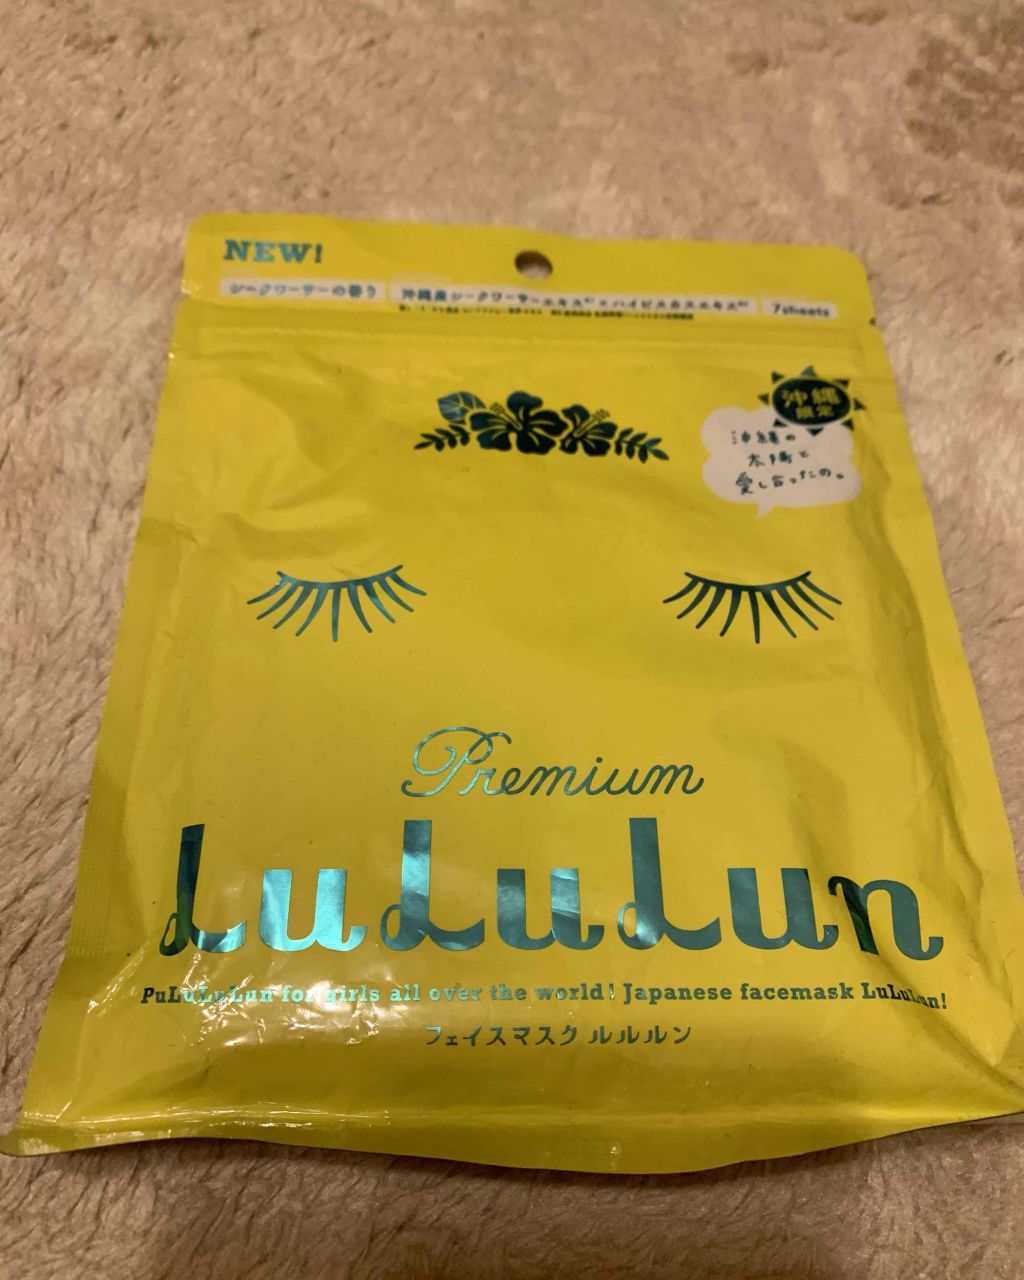 NEW!
シークワーサーの香り 沖縄産シークワーサーエキス ×ハイビスカスエキス 7sheets
沖縄
限定
沖縄の
太陽と
愛し合ったの。
Premium
LuLuLun
PuLuLuLun for girls all over the world! Japanese facemask LuLuLun!
フェイスマスク ルルルン